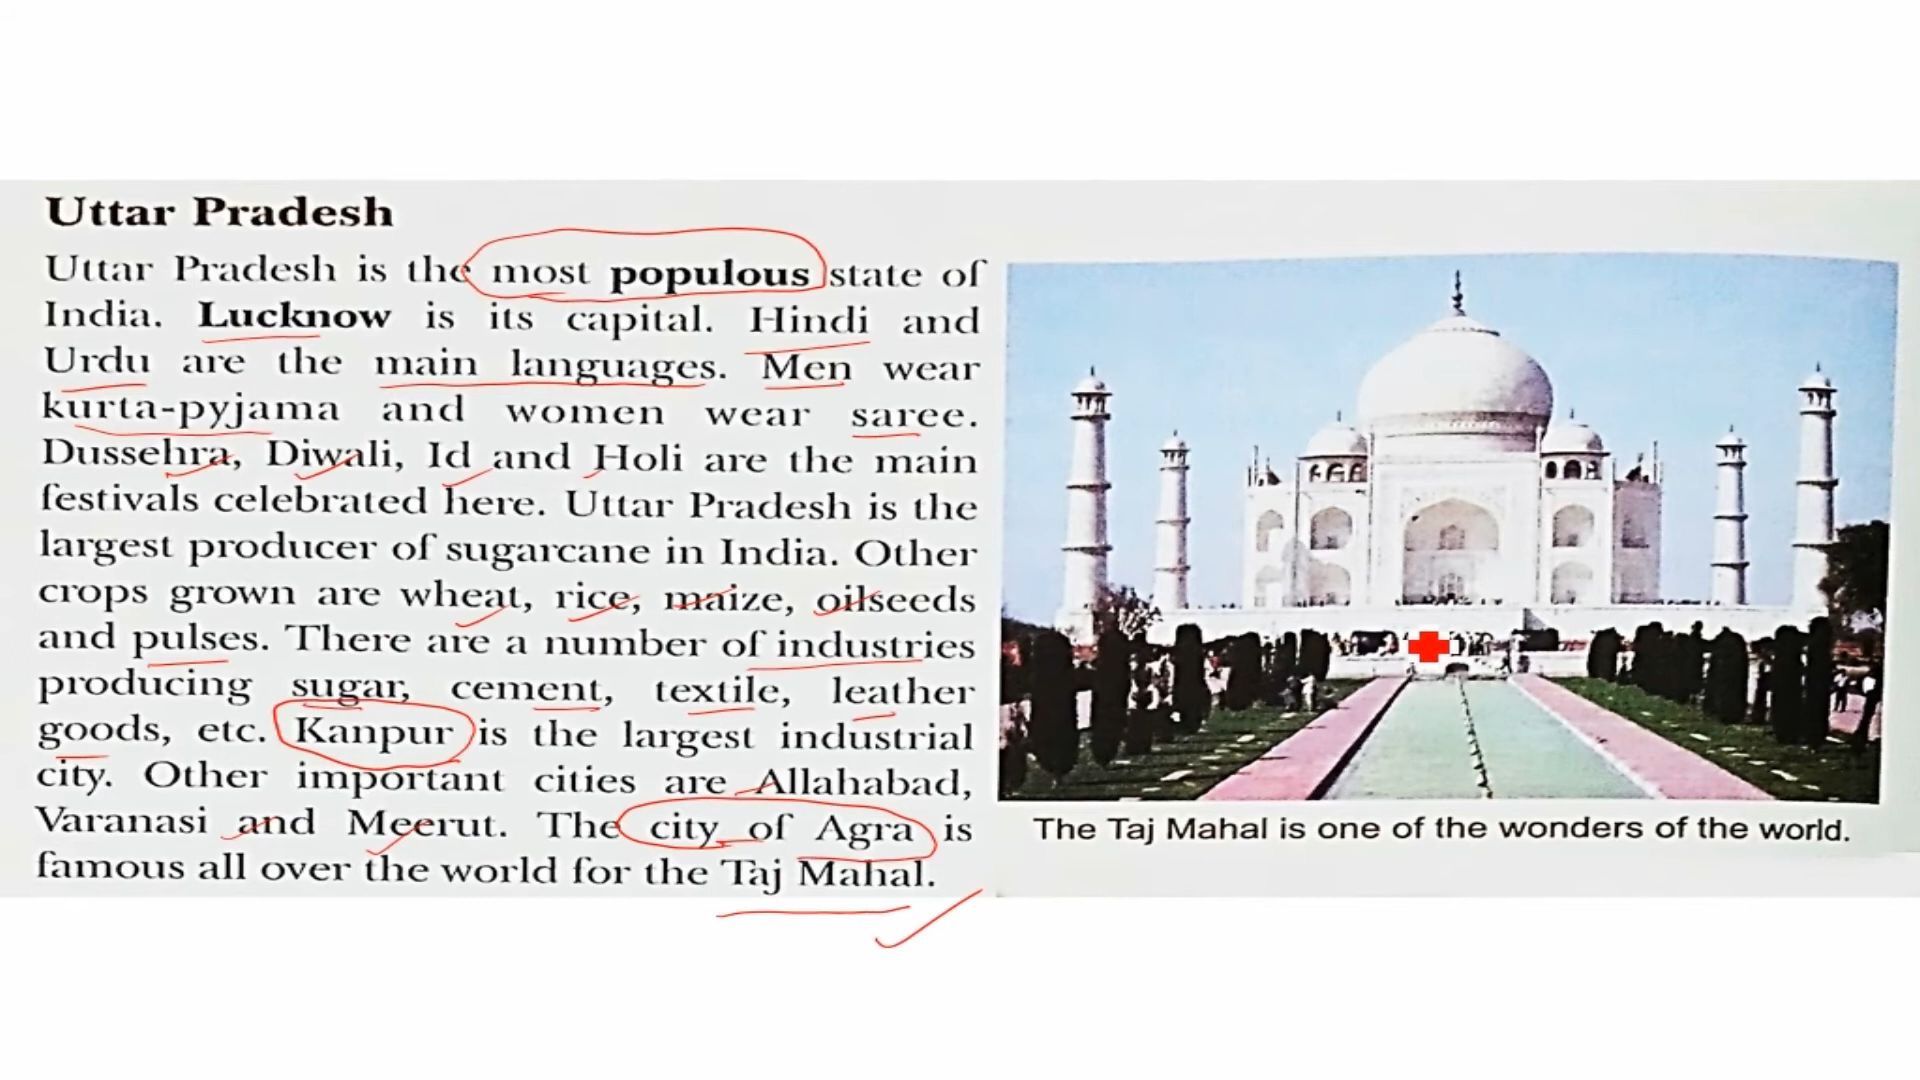 Uttar Pradesh
Uttar Pradesh is the most populous state of
India. Lucknow is its capital. Hindi and
Urdu are the main languages. Men wear
kurta-pyjama and women wear saree.
Dussehra, Diwali, Id and Holi are the main
festivals celebrated here. Uttar Pradesh is the
largest producer of sugarcane in India. Other
crops grown are wheat, rice, maize, oilseeds
and pulses. There are a number of industries
producing sugar, cement, textile, leather
goods, etc. Kanpur is the largest industrial
city. Other important cities are Allahabad,
Varanasi and Meerut. The city of Agra is
famous all over the world for the Taj Mahal.
The Taj Mahal is one of the wonders of the world.